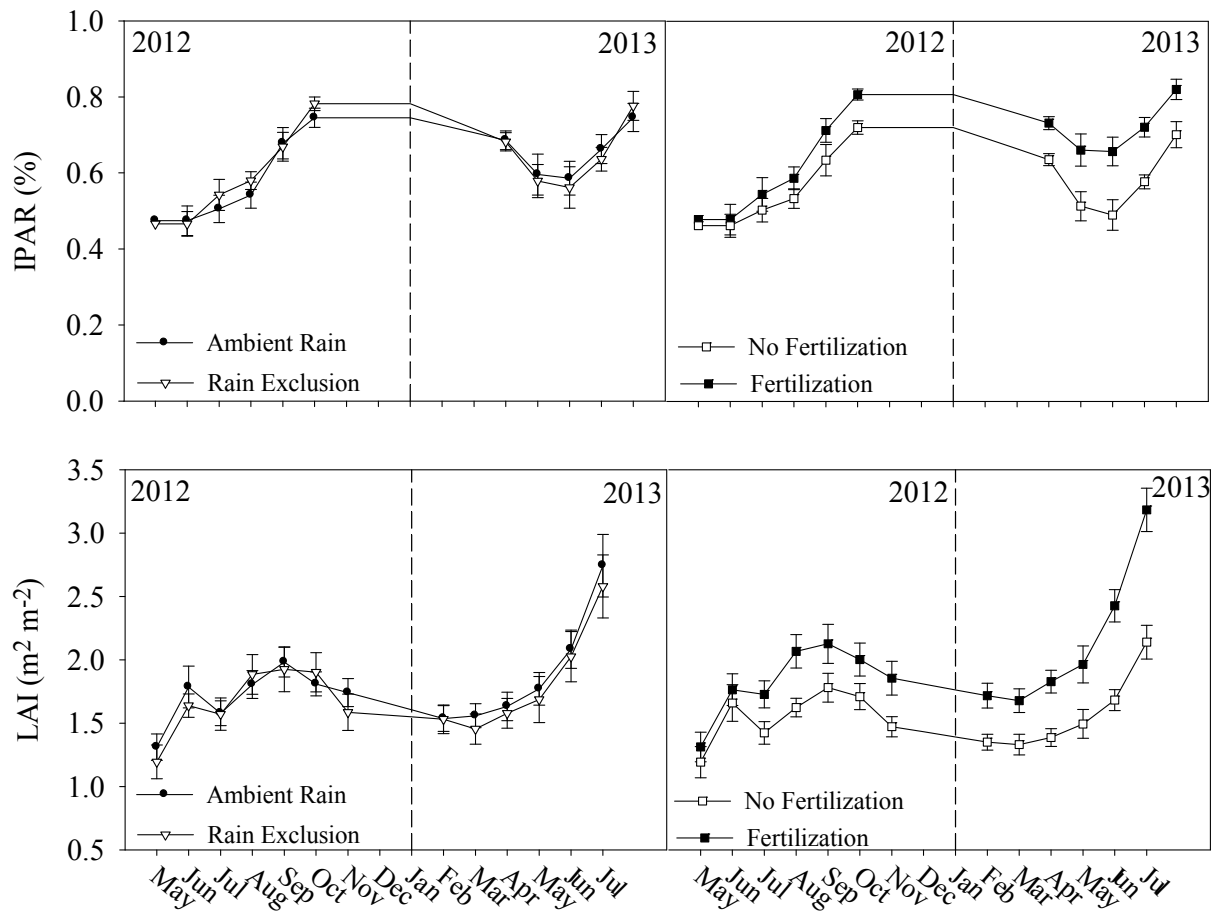 1.0
0.8
0.6
0.4
0.2
0.0
IPAR (%)
2012
2013
Ambient Rain
Rain Exclusion
2012
2013
No Fertilization
Fertilization
3.5
3.0
2.5
2.0
1.5
1.0
0.5
LAI (m² m⁻²)
2012
2013
Ambient Rain
Rain Exclusion
2012
2013
No Fertilization
Fertilization
May
Jun
Jul
Aug
Sep
Oct
Nov
Dec
Jan
Feb
Mar
Apr
May
Jun
Jul
May
Jun
Jul
Aug
Sep
Oct
Nov
Dec
Jan
Feb
Mar
Apr
May
Jun
Jul